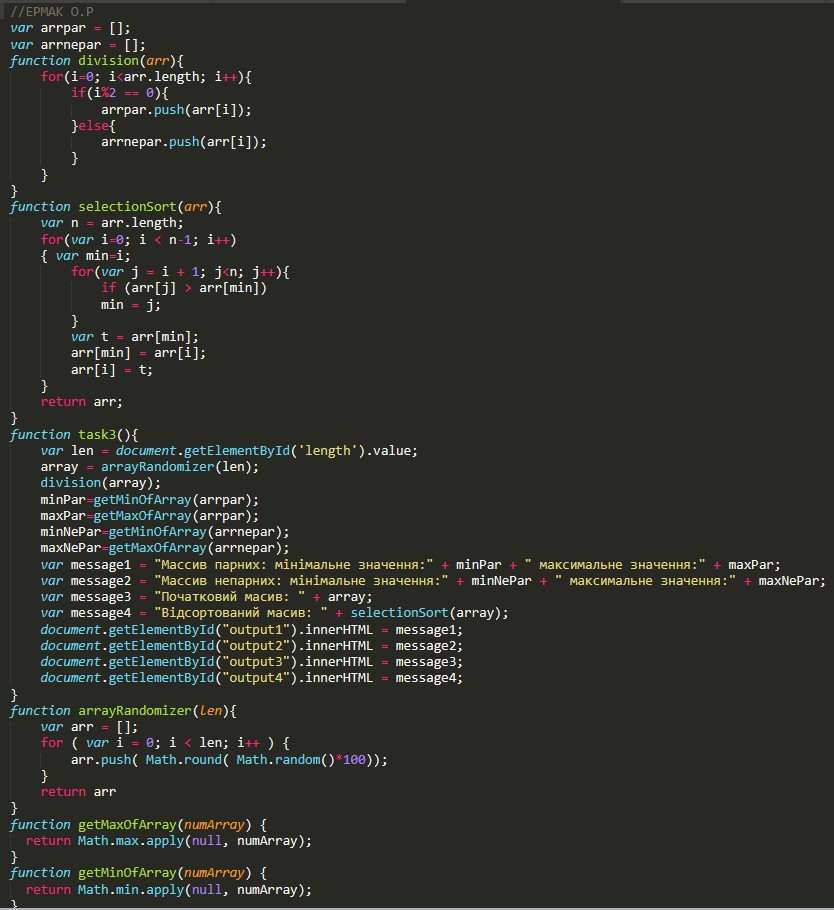 //ЕРМАК О.Р
var arrpar = [];
var arrnepar = [];
function division(arr){
    for(i=0; i<arr.length; i++){
        if(i%2 == 0){
            arrpar.push(arr[i]);
        }else{
            arrnepar.push(arr[i]);
        }
    }
}
function selectionSort(arr){
    var n = arr.length;
    for(var i=0; i < n-1; i++)
    { var min=i;
        for(var j = i + 1; j<n; j++){
            if (arr[j] > arr[min])
            min = j;
        }
        var t = arr[min];
        arr[min] = arr[i];
        arr[i] = t;
    }
    return arr;
}
function task3(){
    var len = document.getElementById('length').value;
    array = arrayRandomizer(len);
    division(array);
    minPar=getMinOfArray(arrpar);
    maxPar=getMaxOfArray(arrpar);
    minNePar=getMinOfArray(arrnepar);
    maxNePar=getMaxOfArray(arrnepar);
    var message1 = "Массив парних: мінімальне значення:" + minPar + " максимальне значення:" + maxPar;
    var message2 = "Массив непарних: мінімальне значення:" + minNePar + " максимальне значення:" + maxNePar;
    var message3 = "Початковий масив: " + array;
    var message4 = "Відсортований масив: " + selectionSort(array);
    document.getElementById("output1").innerHTML = message1;
    document.getElementById("output2").innerHTML = message2;
    document.getElementById("output3").innerHTML = message3;
    document.getElementById("output4").innerHTML = message4;
}
function arrayRandomizer(len){
    var arr = [];
    for ( var i = 0; i < len; i++ ) {
        arr.push( Math.round( Math.random()*100));
    }
    return arr
}
function getMaxOfArray(numArray) {
  return Math.max.apply(null, numArray);
}
function getMinOfArray(numArray) {
  return Math.min.apply(null, numArray);
}